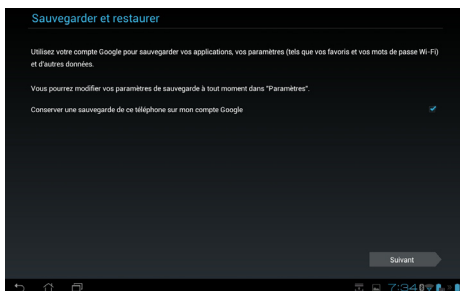 Sauvegarder et restaurer
Utilisez votre compte Google pour sauvegarder vos applications, vos paramètres (tels que vos favoris et vos mots de passe Wi-Fi)
et d'autres données.
Vous pourrez modifier vos paramètres de sauvegarde à tout moment dans "Paramètres".
Conserver une sauvegarde de ce téléphone sur mon compte Google
Suivant
7:34